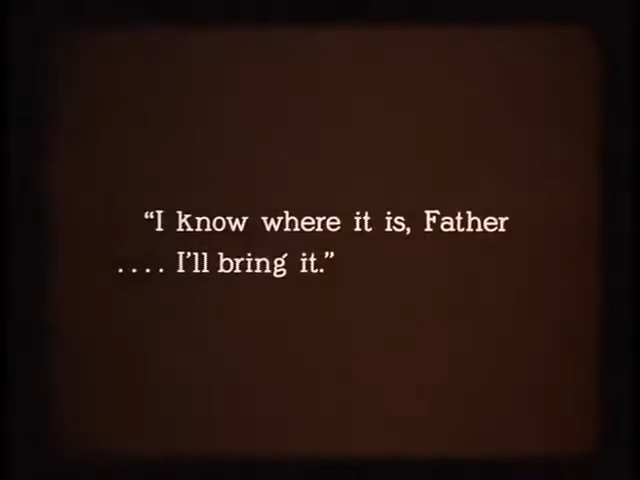 “I know where it is, Father
.... I’ll bring it.”